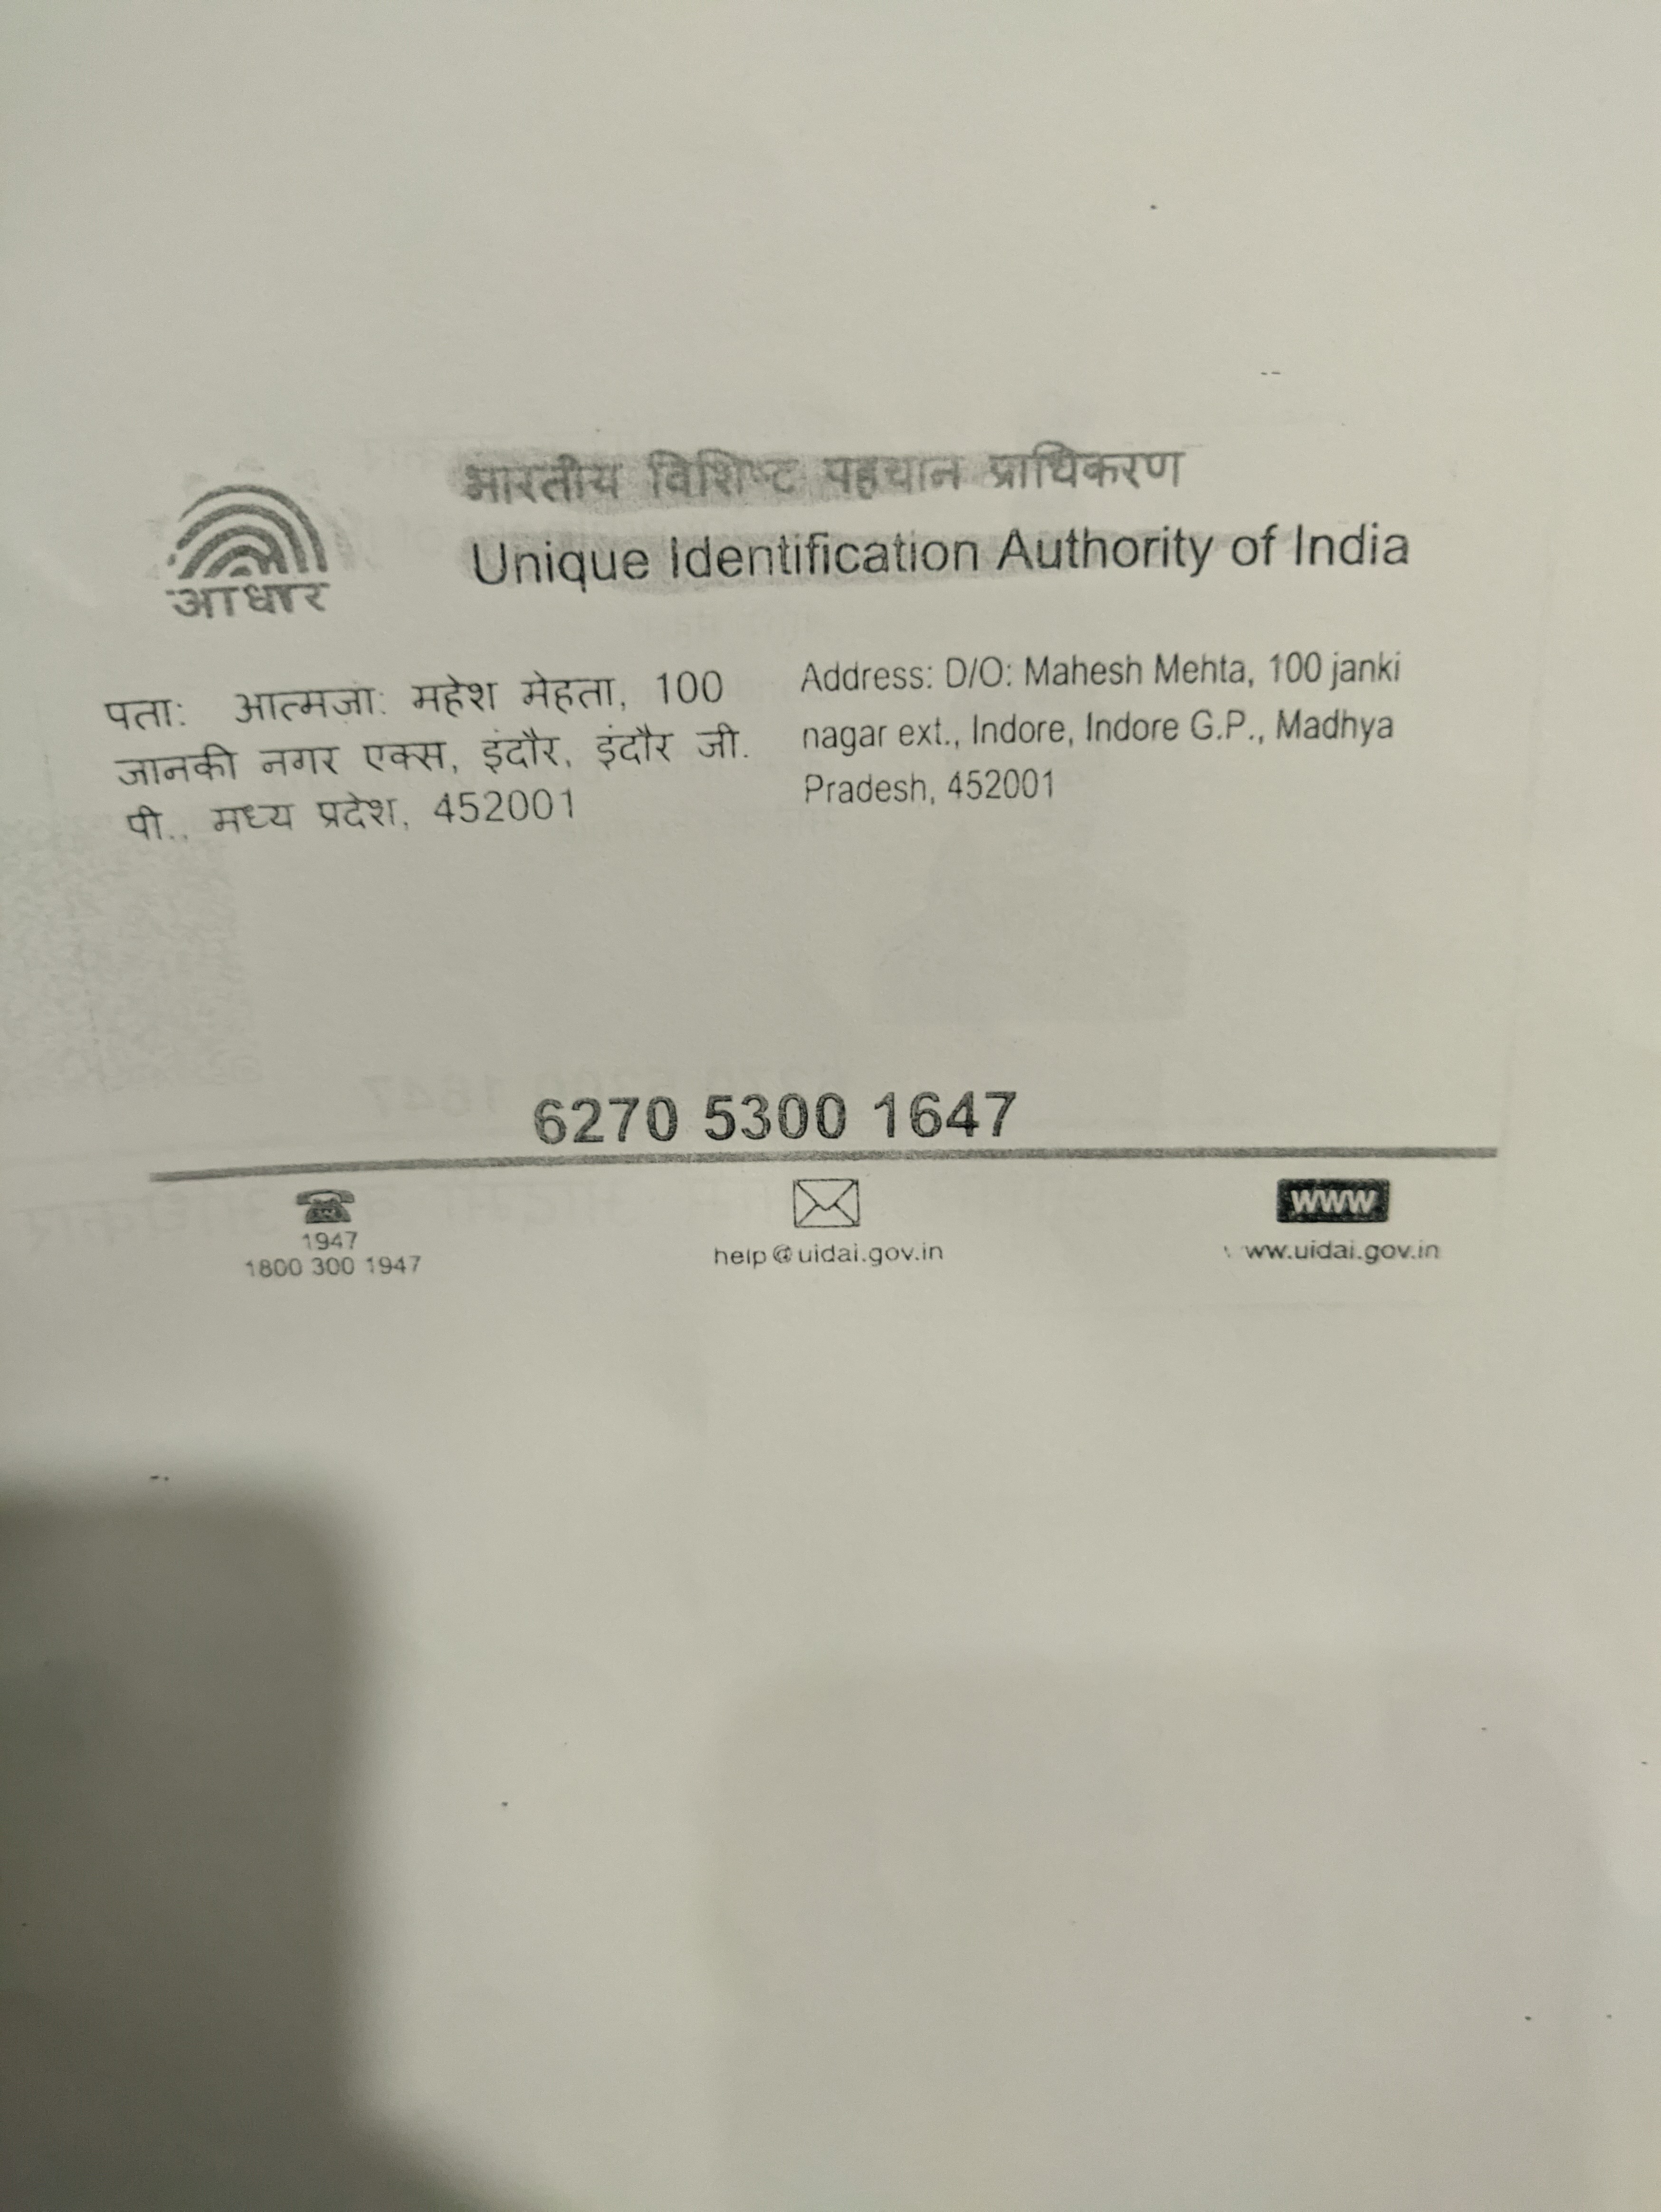 भारतीय विशिष्ट पहचान प्राधिकरण
Unique Identification Authority of India
आधार
पता: आत्मजा: महेश मेहता, 100
जानकी नगर एक्स, इंदौर, इंदौर जी.
पी., मध्य प्रदेश, 452001
Address: D/O: Mahesh Mehta, 100 janki
nagar ext., Indore, Indore G.P., Madhya
Pradesh, 452001
6270 5300 1647
1947
1800 300 1947
help@uidai.gov.in
WWW
www.uidai.gov.in